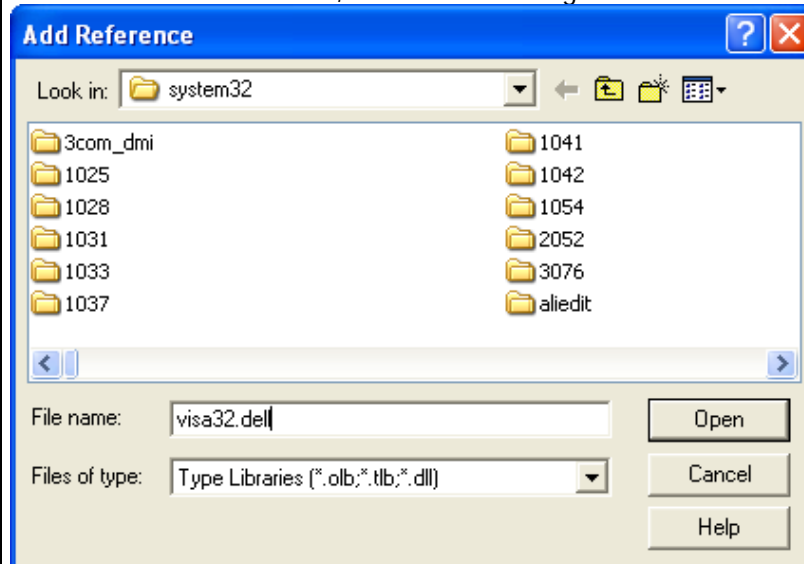 Add Reference
Look in: system32
3com_dmi 1041
1025 1042
1028 1054
1031 2052
1033 3076
1037 aliedit
File name: visa32.dell Open
Files of type: Type Libraries (*.olb;*.tlb;*.dll) Cancel
Help